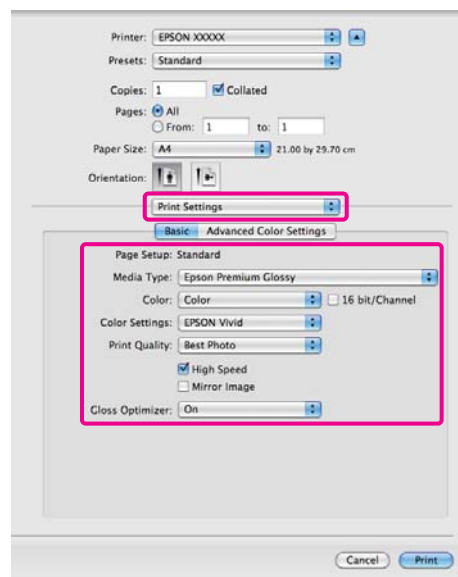 Printer: EPSON XXXXX
Presets: Standard
Copies: 1 Collated
Pages: All
From: 1 to: 1
Paper Size: A4 21.00 by 29.70 cm
Orientation:
Print Settings
Basic Advanced Color Settings
Page Setup: Standard
Media Type: Epson Premium Glossy
Color: Color 16 bit/Channel
Color Settings: EPSON Vivid
Print Quality: Best Photo
High Speed
Mirror Image
Gloss Optimizer: On
Cancel Print